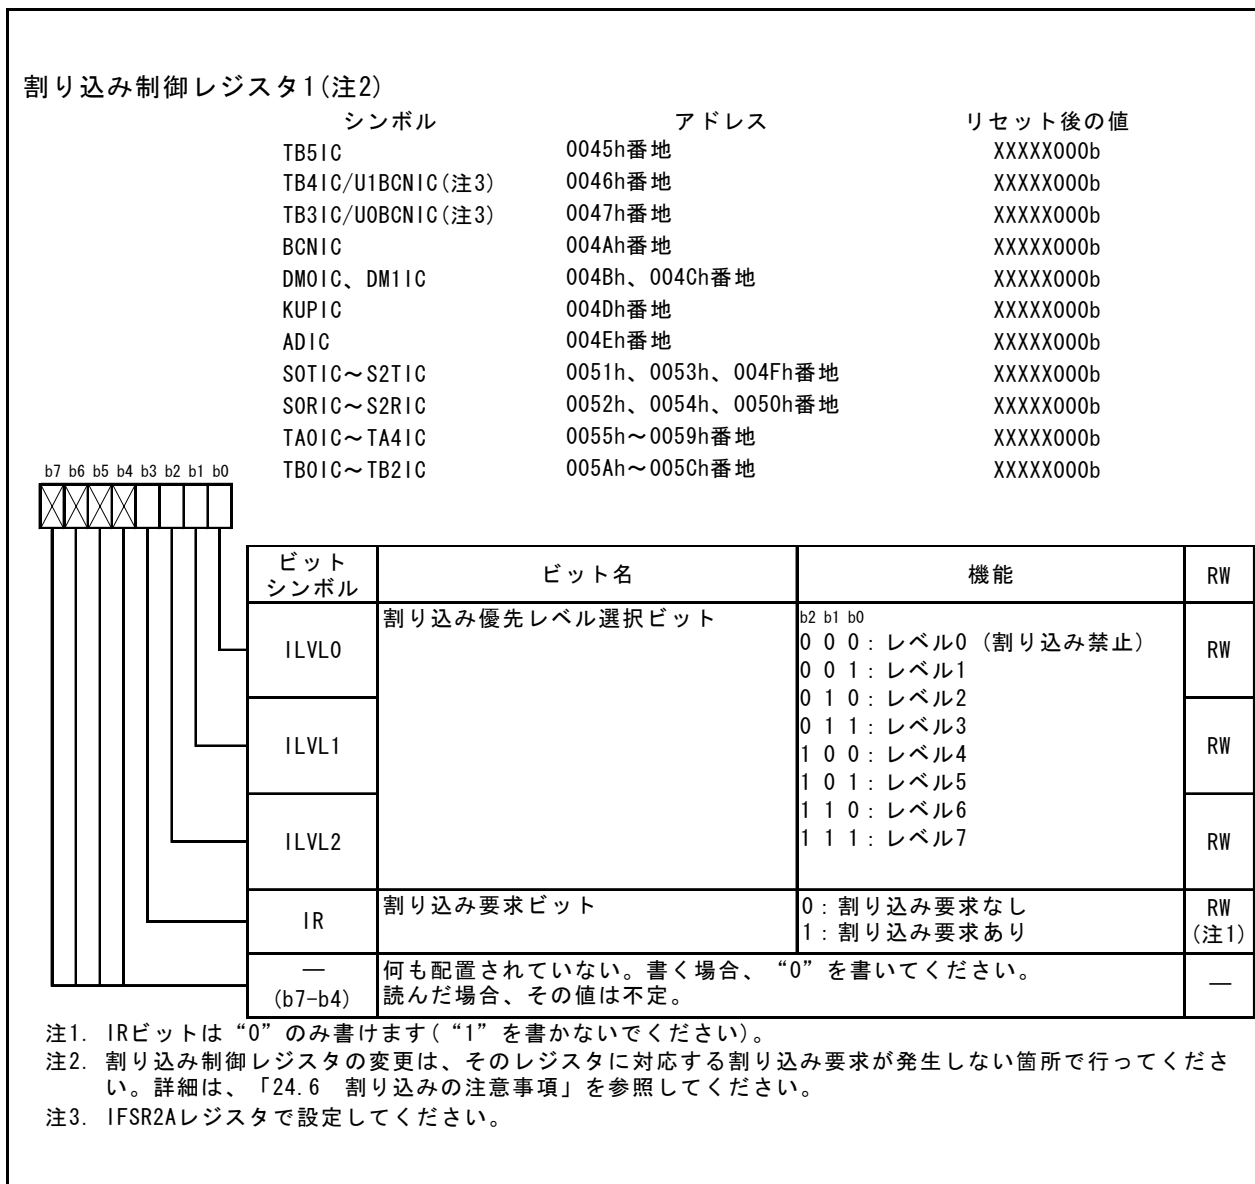 割り込み制御レジスタ1(注2)
シンボル アドレス リセット後の値
TB5IC 0045h番地 XXXXX000b
TB4IC/U1BCNIC(注3) 0046h番地 XXXXX000b
TB3IC/U0BCNIC(注3) 0047h番地 XXXXX000b
BCNIC 004Ah番地 XXXXX000b
DM0IC、DM1IC 004Bh、004Ch番地 XXXXX000b
KUPIC 004Dh番地 XXXXX000b
ADIC 004Eh番地 XXXXX000b
S0TIC～S2TIC 0051h、0053h、004Fh番地 XXXXX000b
S0RIC～S2RIC 0052h、0054h、0050h番地 XXXXX000b
TA0IC～TA4IC 0055h～0059h番地 XXXXX000b
TB0IC～TB2IC 005Ah～005Ch番地 XXXXX000b
b7 b6 b5 b4 b3 b2 b1 b0
ビット
シンボル
ビット名
機能
RW
ILVL0
ILVL1
ILVL2
割り込み優先レベル選択ビット
b2 b1 b0
0 0 0：レベル0 (割り込み禁止)
0 0 1：レベル1
0 1 0：レベル2
0 1 1：レベル3
1 0 0：レベル4
1 0 1：レベル5
1 1 0：レベル6
1 1 1：レベル7
RW
RW
RW
IR
割り込み要求ビット
0：割り込み要求なし
1：割り込み要求あり
RW
(注1)
―
(b7-b4)
何も配置されていない。書く場合、“0”を書いてください。
読んだ場合、その値は不定。
―
注1. IRビットは“0”のみ書けます(“1”を書かないでください)。
注2. 割り込み制御レジスタの変更は、そのレジスタに対応する割り込み要求が発生しない箇所で行ってくださ
い。詳細は、「24.6 割り込みの注意事項」を参照してください。
注3. IFSR2Aレジスタで設定してください。